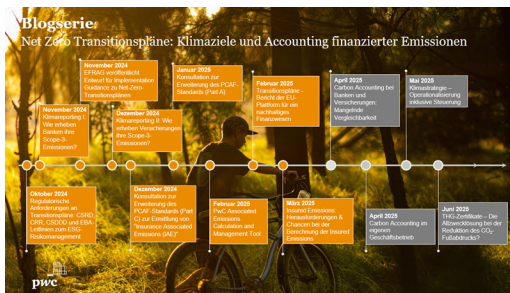 Blogserie:
Net Zero Transitionspläne: Klimaziele und Accounting finanzierter Emissionen
November 2024
EFRAG veröffentlicht
Entwurf für Implementation
Guidance zu Net-Zero-
Transitionsplänen
Januar 2025
Konsultation zur
Erweiterung des PCAF-
Standards (Part A)
Februar 2025
Transitionspläne -
Bericht der EU-
Plattform für ein
nachhaltiges
Finanzwesen
April 2025
Carbon Accounting bei
Banken und
Versicherungen:
Mangelnde
Vergleichbarkeit
Mai 2025
Klimastrategie –
Operationalisierung
inklusive Steuerung
November 2024
Klimareporting I:
Wie erheben
Banken ihre
Scope-3-
Emissionen?
Dezember 2024
Klimareporting II: Wie
erheben Versicherungen
ihre Scope-3-
Emissionen?
Oktober 2024
Regulatorische
Anforderungen an
Transitionspläne: CSRD,
CRR, CSDDD und EBA-
Leitlinien zum ESG-
Risikomanagement
Dezember 2024
Konsultation zur
Erweiterung des
PCAF-Standards (Part
C) zur Ermittlung von
"Insurance Associated
Emissions (IAE)"
Februar 2025
PwC Associated
Emissions
Calculation and
Management Tool
März 2025
Insured Emissions:
Herausforderungen &
Chancen bei der
Berechnung der Insured
Emissions
April 2025
Carbon Accounting im
eigenen
Geschäftsbetrieb
Juni 2025
THG-Zertifikate – Die
Allzwecklösung bei der
Reduktion des CO₂-
Fußabdrucks?
pwc